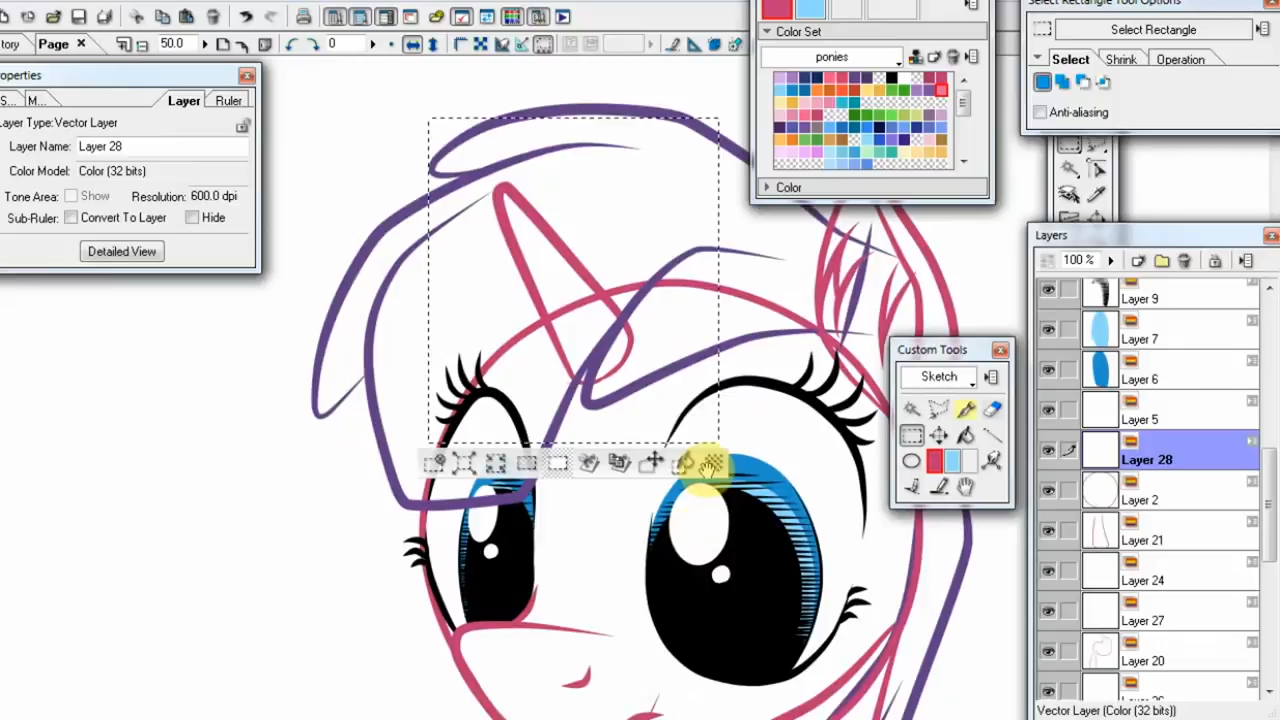 Select Rectangle Tool Options
tory
Page
50.0
0
Color Set
Select Rectangle
ponies
Select
Shrink
Operation
Anti-aliasing
Color
roperties
S...
M...
Layer
Ruler
Layer Type:Vector Layer
Layer Name: Layer 28
Color Model: Color (32 bits)
Tone Area: Show Resolution: 600.0 dpi
Sub-Ruler: Convert To Layer Hide
Detailed View
Layers
100 %
Layer 9
Layer 7
Layer 6
Layer 5
Layer 28
Layer 2
Layer 21
Layer 24
Layer 27
Layer 20
Vector Layer (Color (32 bits))
Custom Tools
Sketch